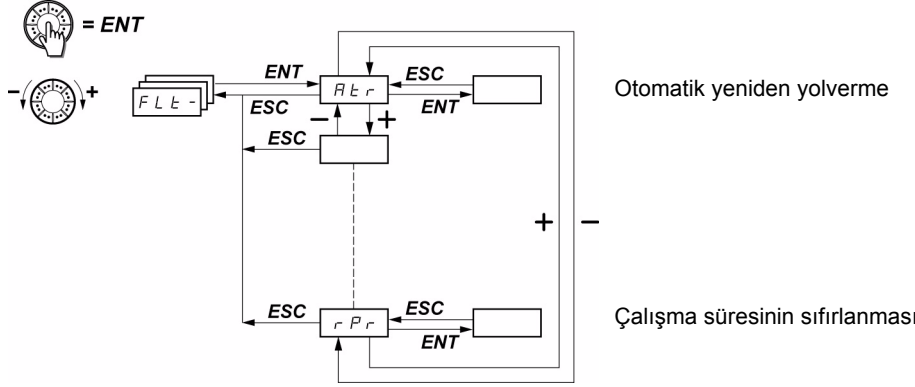 = ENT
- +
FLt-
ENT
ESC
Atr
ESC
ENT
Otomatik yeniden yolverme
- +
ESC
+ -
ESC
rPr
ESC
ENT
Çalışma süresinin sıfırlanması